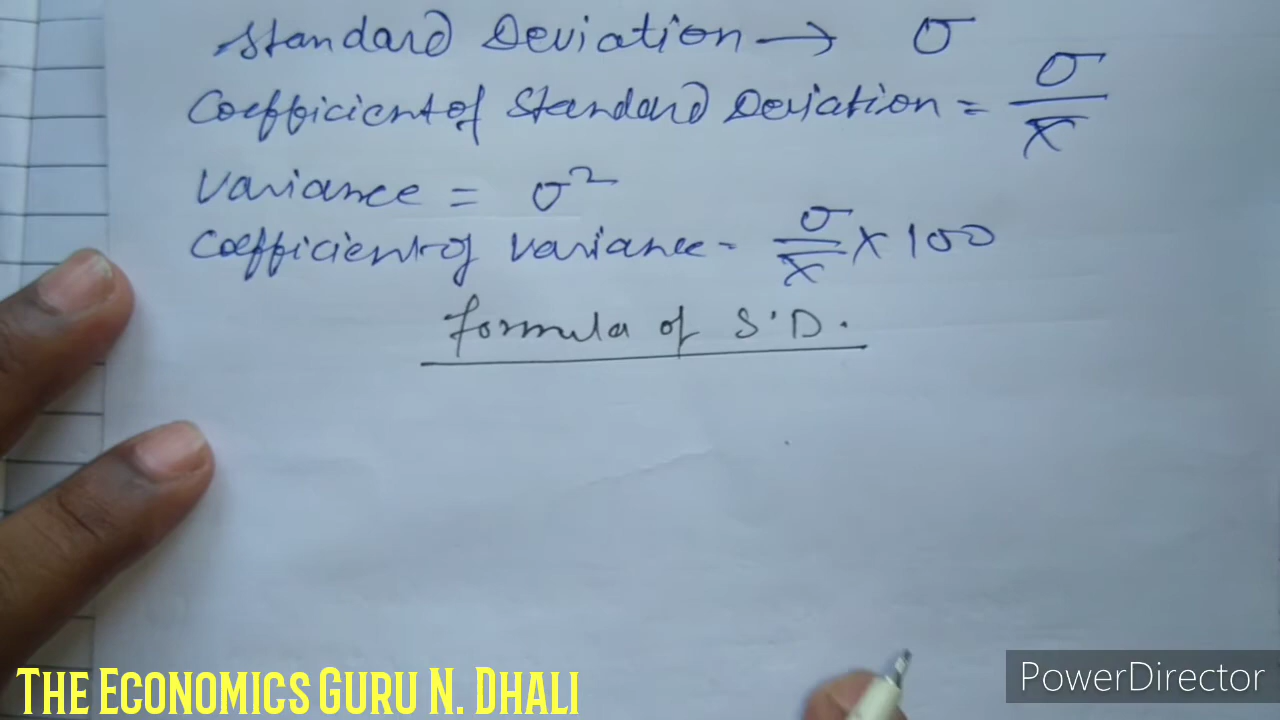 Standard Deviation → σ
Coefficient of Standard Deviation = σ/x̄
Variance = σ²
Coefficient of Variance - σ/x̄ × 100
Formula of S.D.
THE ECONOMICS GURU N. DHALI
PowerDirector